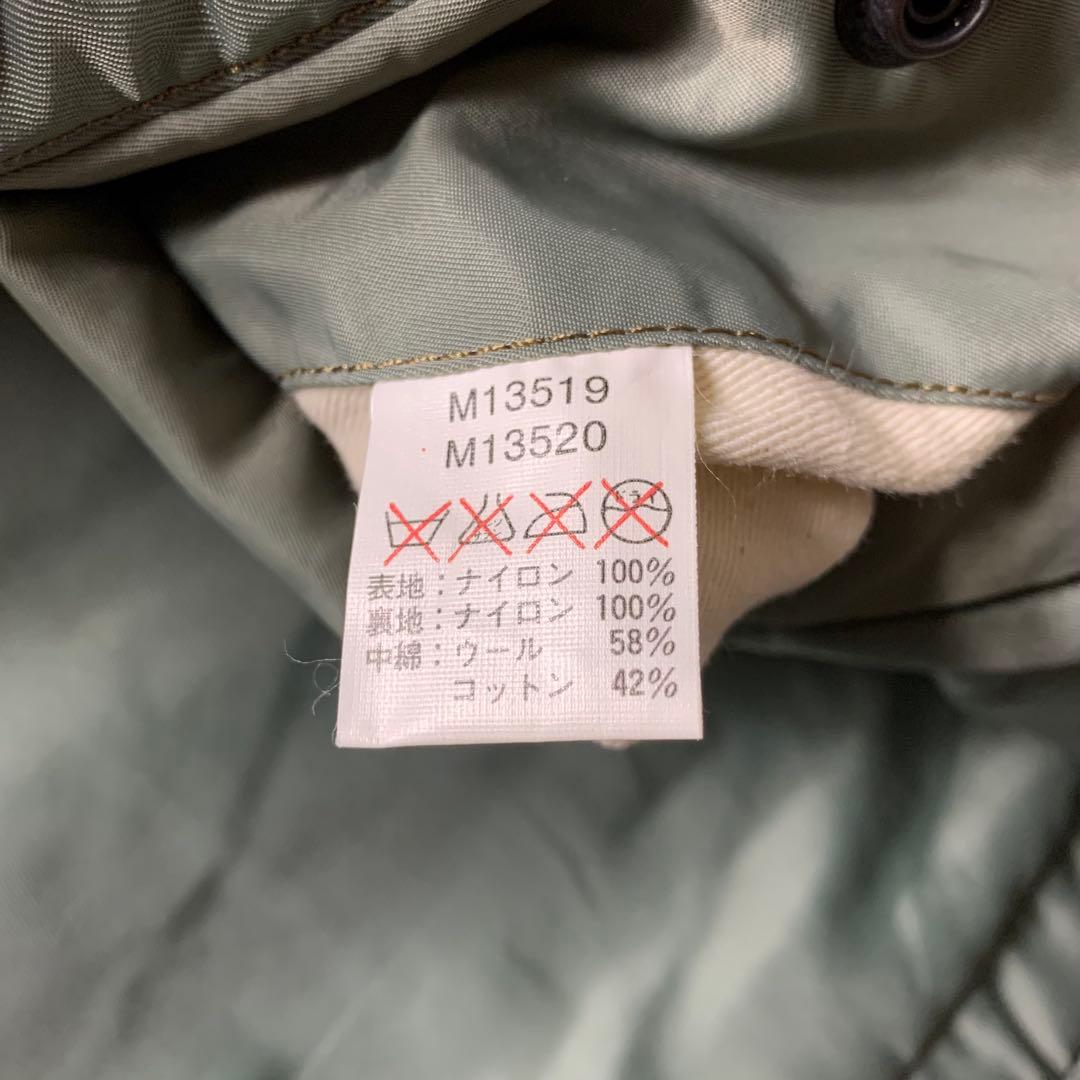 M13519
M13520
表地：ナイロン 100%
裏地：ナイロン 100%
中綿：ウール 58%
コットン 42%